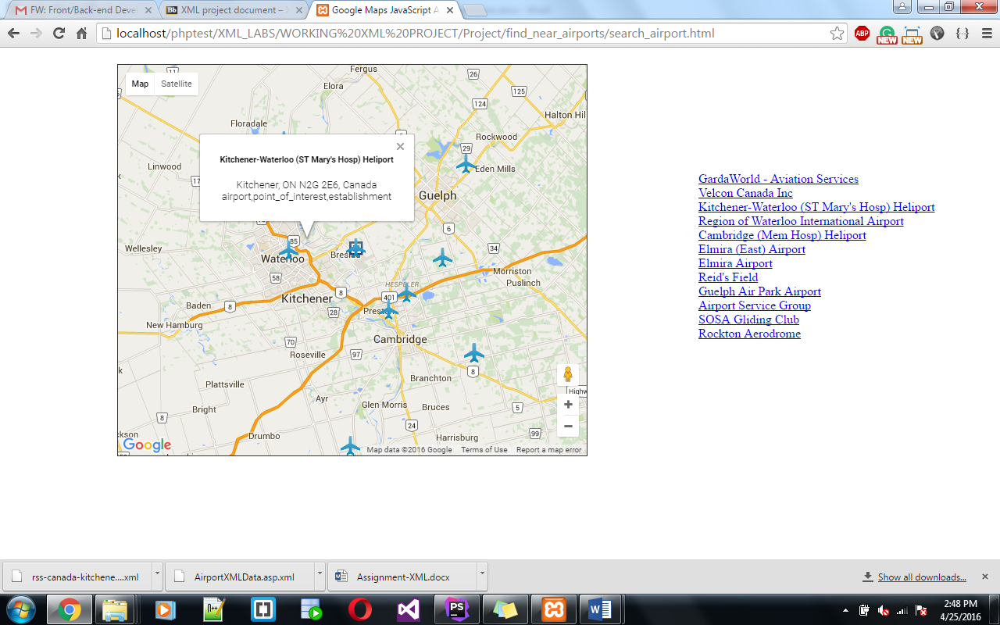 FW: Front/Back-end Deve
XML project document – X
Google Maps JavaScript A
localhost/phptest/XML_LABS/WORKING%20XML%20PROJECT/Project/find_near_airports/search_airport.html
ABP
NEW
NEW
Map
Satellite
11
Fergus
26
Elora
125
124
Halton Hil
Floradale
Rockwood
29
Kitchener-Waterloo (ST Mary's Hosp) Heliport
Linwood
Eden Mills
17
Kitchener, ON N2G 2E6, Canada
airport,point_of_interest,establishment
Guelph
6
85
Wellesley
Bres
34
Waterloo
Morriston
58
HESPELER
Puslinch
8
401
Kitchener
Baden
8
28
Prest
New Hamburg
70
Cambridge
97
Roseville
8
Branchton
Plattsville
Highw
Ayr
Glen Morris
Bruces
5
Bright
8
24
99
ckson
Drumbo
Harrisburg
Google
Map data ©2016 Google
Terms of Use
Report a map error
GardaWorld - Aviation Services
Velcon Canada Inc
Kitchener-Waterloo (ST Mary's Hosp) Heliport
Region of Waterloo International Airport
Cambridge (Mem Hosp) Heliport
Elmira (East) Airport
Elmira Airport
Reid's Field
Guelph Air Park Airport
Airport Service Group
SOSA Gliding Club
Rockton Aerodrome
rss-canada-kitchene....xml
AirportXMLData.asp.xml
Assignment-XML.docx
Show all downloads...
PS
2:48 PM
4/25/2016